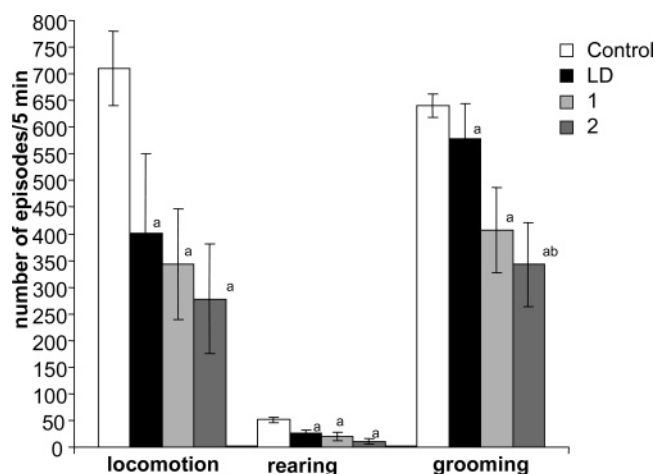 number of episodes/5 min
800
750
700
650
600
550
500
450
400
350
300
250
200
150
100
50
0
a
a
a
a
a
a
a
a
ab
locomotion
rearing
grooming
Control
LD
1
2